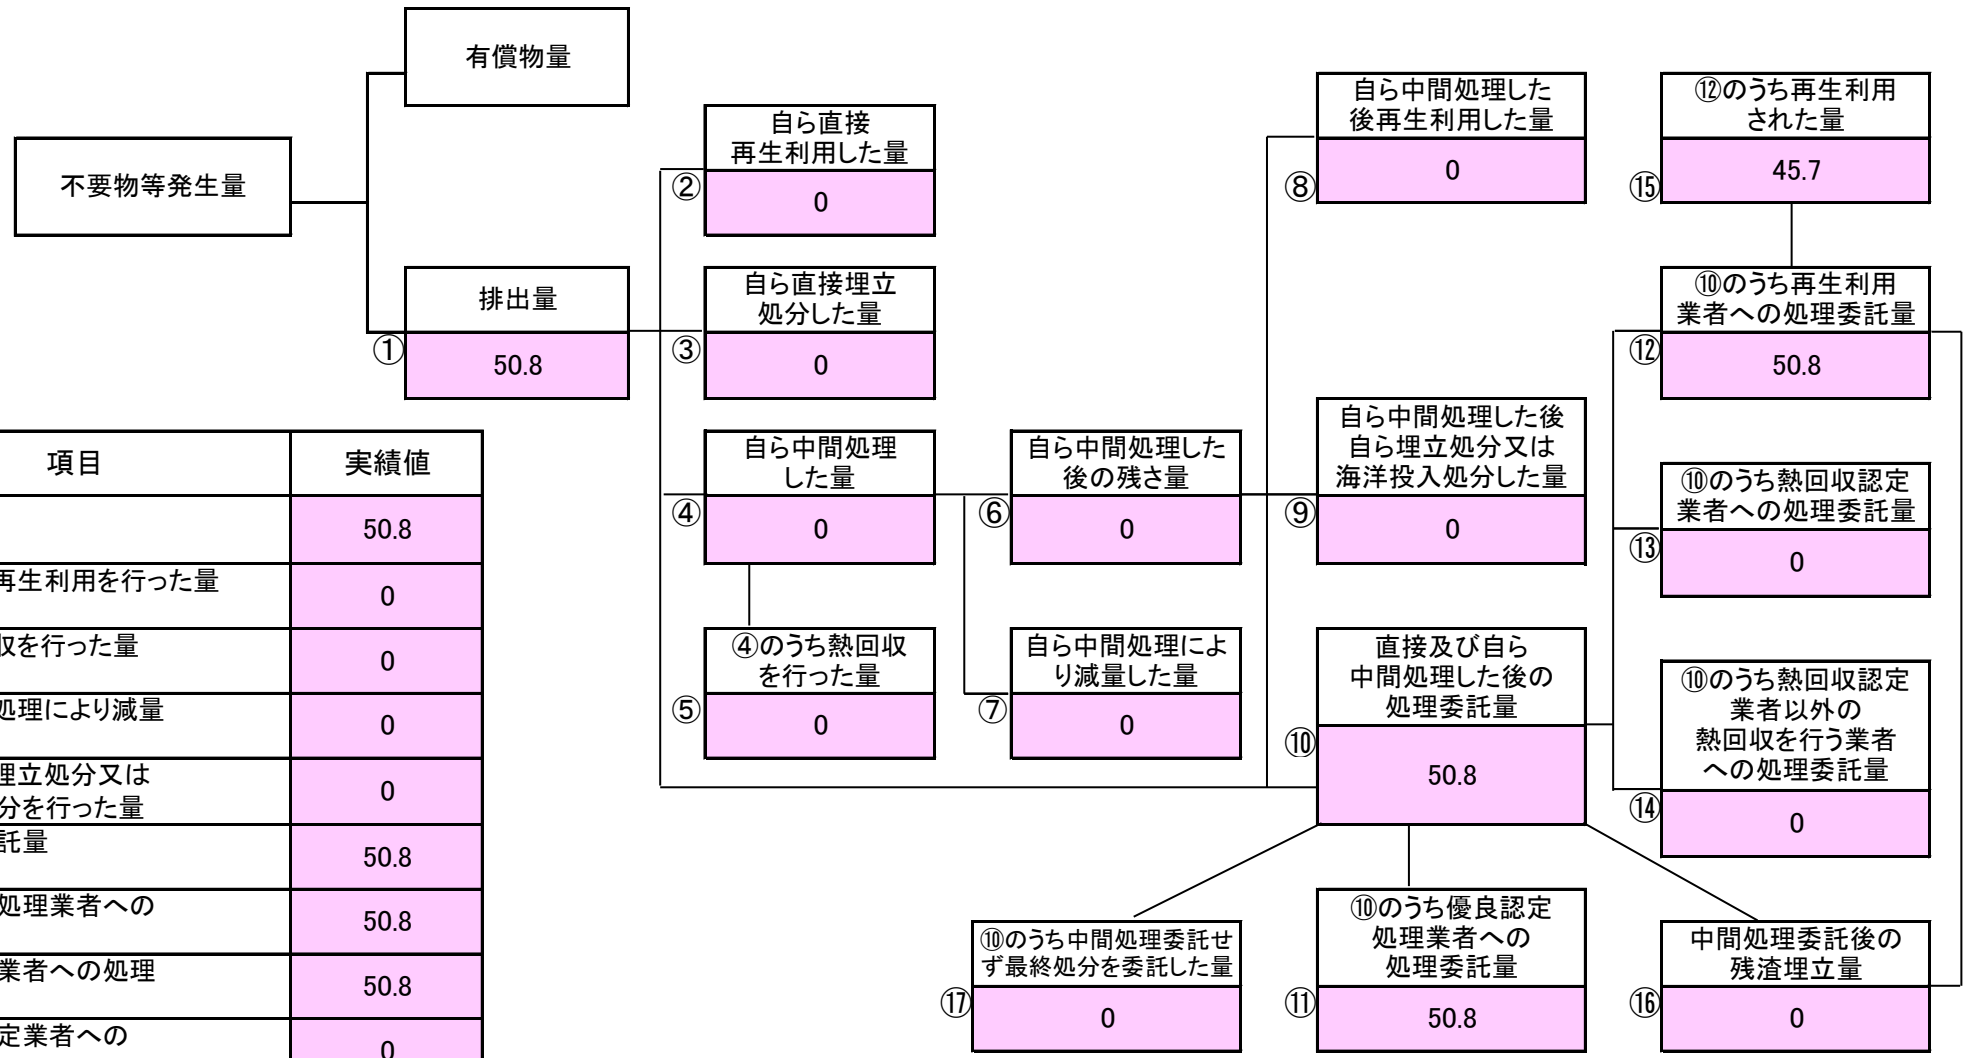 有償物量
不要物等発生量
排出量
①
50.8
自ら直接
再生利用した量
②
0
自ら直接埋立
処分した量
③
0
自ら中間処理
した量
④
0
④のうち熱回収
を行った量
⑤
0
自ら中間処理した
後の残さ量
⑥
0
自ら中間処理によ
り減量した量
⑦
0
自ら中間処理した
後再生利用した量
⑧
0
自ら中間処理した後
自ら埋立処分又は
海洋投入処分した量
⑨
0
直接及び自ら
中間処理した後の
処理委託量
⑩
50.8
⑫のうち再生利用
された量
⑮
45.7
⑩のうち再生利用
業者への処理委託量
⑫
50.8
⑩のうち熱回収認定
業者への処理委託量
⑬
0
⑩のうち熱回収認定
業者以外の
熱回収を行う業者
への処理委託量
⑭
0
⑩のうち中間処理委託せ
ず最終処分を委託した量
⑰
0
⑩のうち優良認定
処理業者への
処理委託量
⑪
50.8
中間処理委託後の
残渣埋立量
⑯
0
項目 実績値
50.8
再生利用を行った量
0
収を行った量
0
処理により減量
0
埋立処分又は
分を行った量
0
託量
50.8
処理業者への
50.8
業者への処理
50.8
定業者への
0